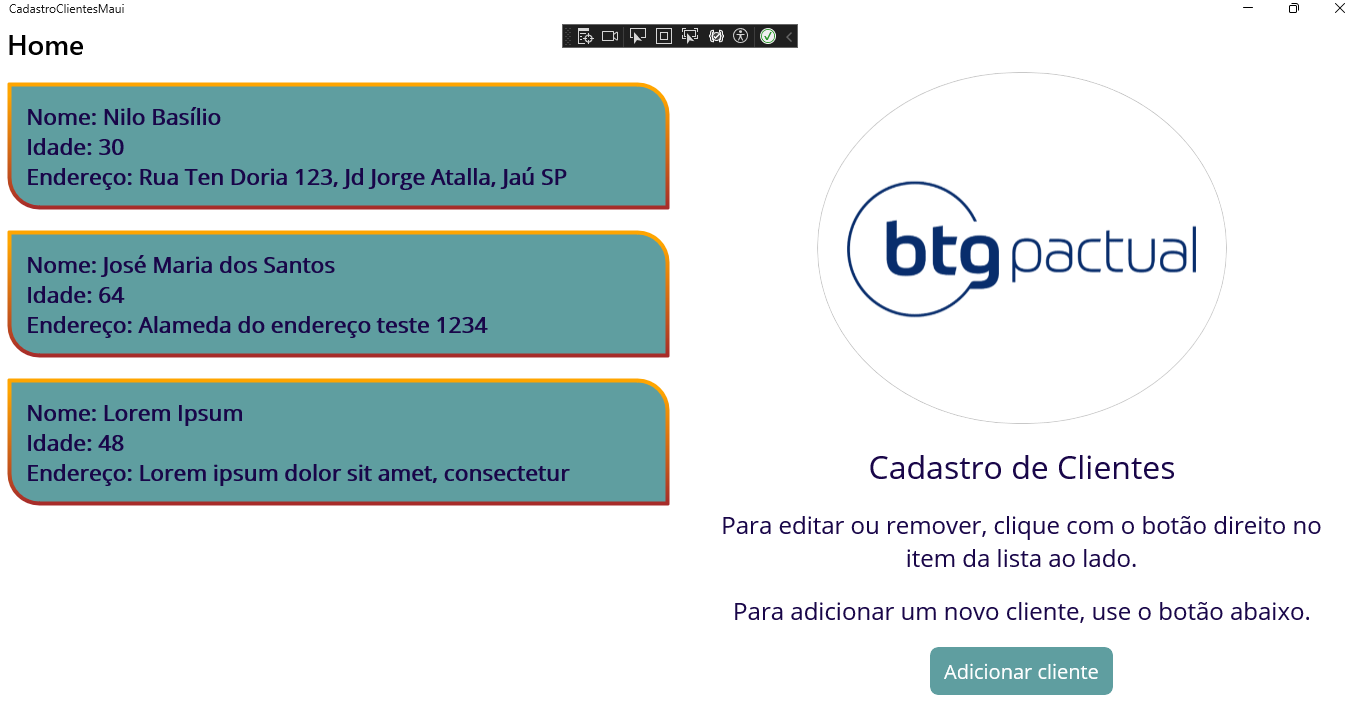 CadastroClientesMaui
Home
Nome: Nilo Basílio
Idade: 30
Endereço: Rua Ten Doria 123, Jd Jorge Atalla, Jaú SP
Nome: José Maria dos Santos
Idade: 64
Endereço: Alameda do endereço teste 1234
Nome: Lorem Ipsum
Idade: 48
Endereço: Lorem ipsum dolor sit amet, consectetur
btg pactual
Cadastro de Clientes
Para editar ou remover, clique com o botão direito no
item da lista ao lado.
Para adicionar um novo cliente, use o botão abaixo.
Adicionar cliente